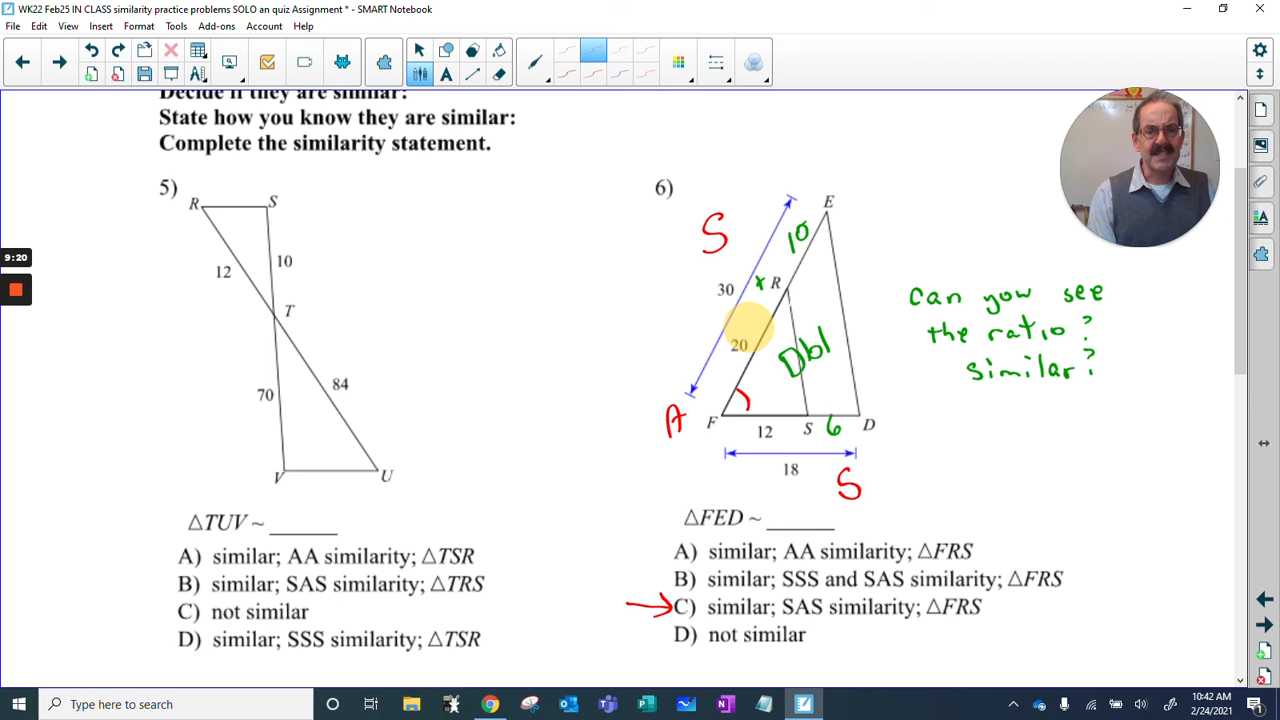 WK22 Feb25 IN CLASS similarity practice problems SOLO an quiz Assignment * - SMART Notebook
File Edit View Insert Format Tools Add-ons Account Help
Decide if they are similar:
State how you know they are similar:
Complete the similarity statement.
5)
R
S
10
12
T
70
84
V
U
△TUV ~ ______
A) similar; AA similarity; △TSR
B) similar; SAS similarity; △TRS
C) not similar
D) similar; SSS similarity; △TSR
6)
E
S
10
30
x R
20
Dbl
A
F
12
S
6
D
18
S
can you see
the ratio?
similar?
△FED ~ ______
A) similar; AA similarity; △FRS
B) similar; SSS and SAS similarity; △FRS
C) similar; SAS similarity; △FRS
D) not similar
9:20
Type here to search
10:42 AM
2/24/2021